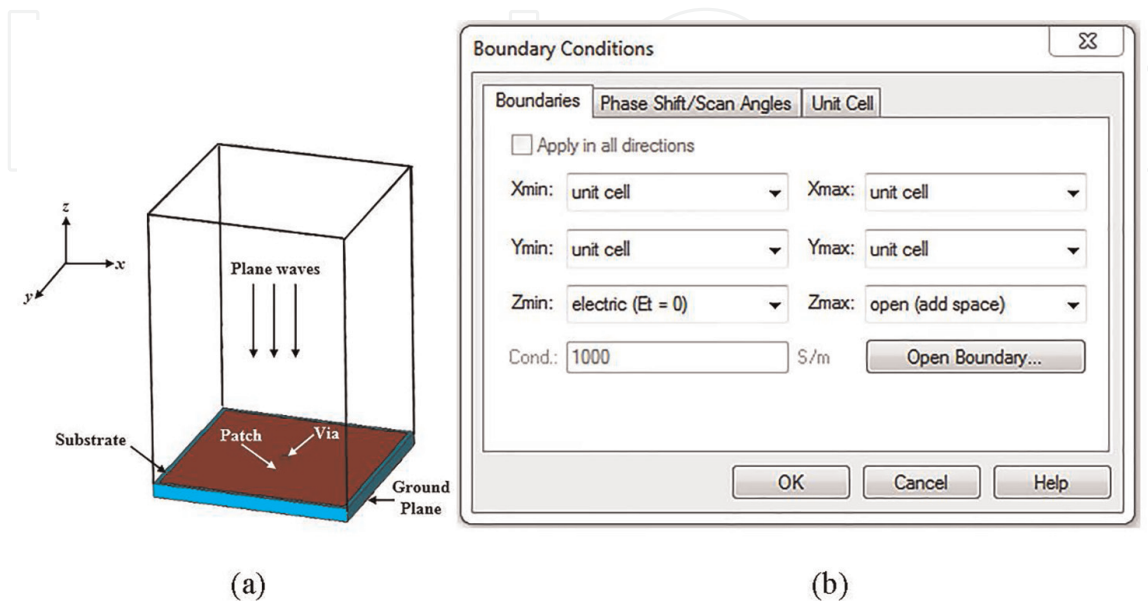 z
x
y
Plane waves
Substrate
Patch
Via
Ground
Plane
(a)
Boundary Conditions
Boundaries Phase Shift/Scan Angles Unit Cell
Apply in all directions
Xmin: unit cell Xmax: unit cell
Ymin: unit cell Ymax: unit cell
Zmin: electric (Et = 0) Zmax: open (add space)
Cond.: 1000 S/m Open Boundary...
OK Cancel Help
(b)